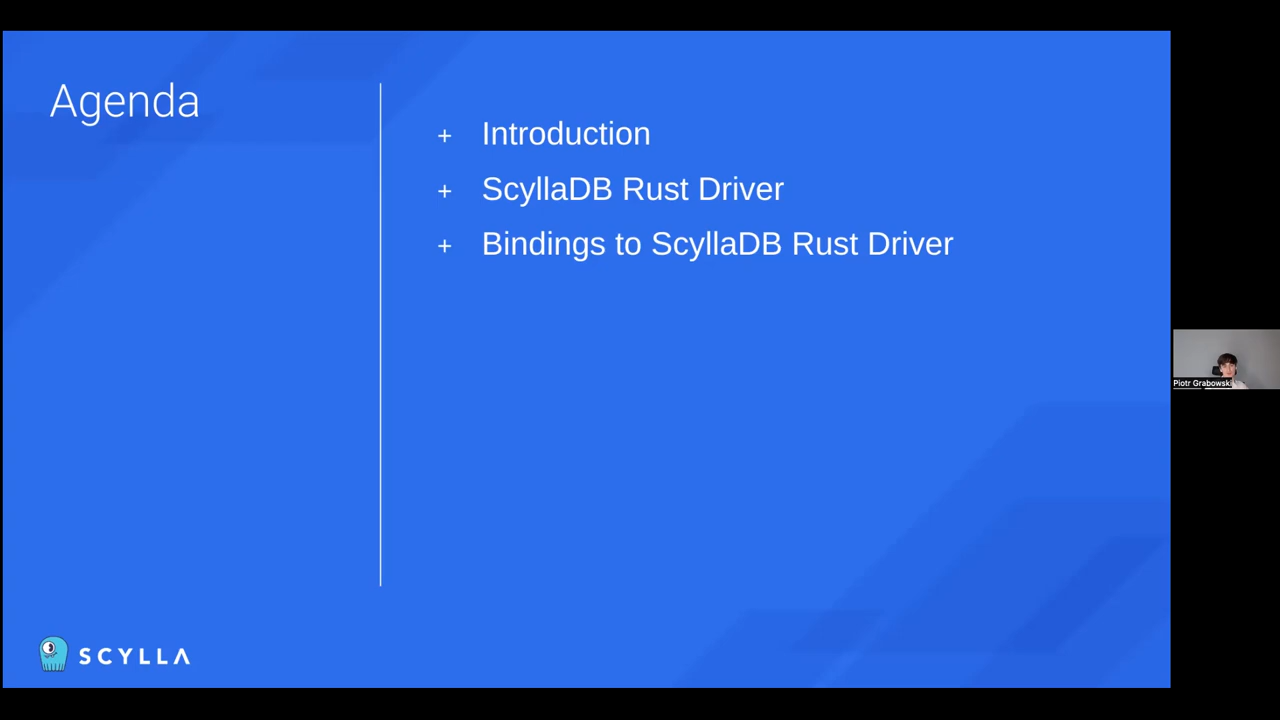 Agenda
+ Introduction
+ ScyllaDB Rust Driver
+ Bindings to ScyllaDB Rust Driver
Piotr Grabowski
SCYLLA